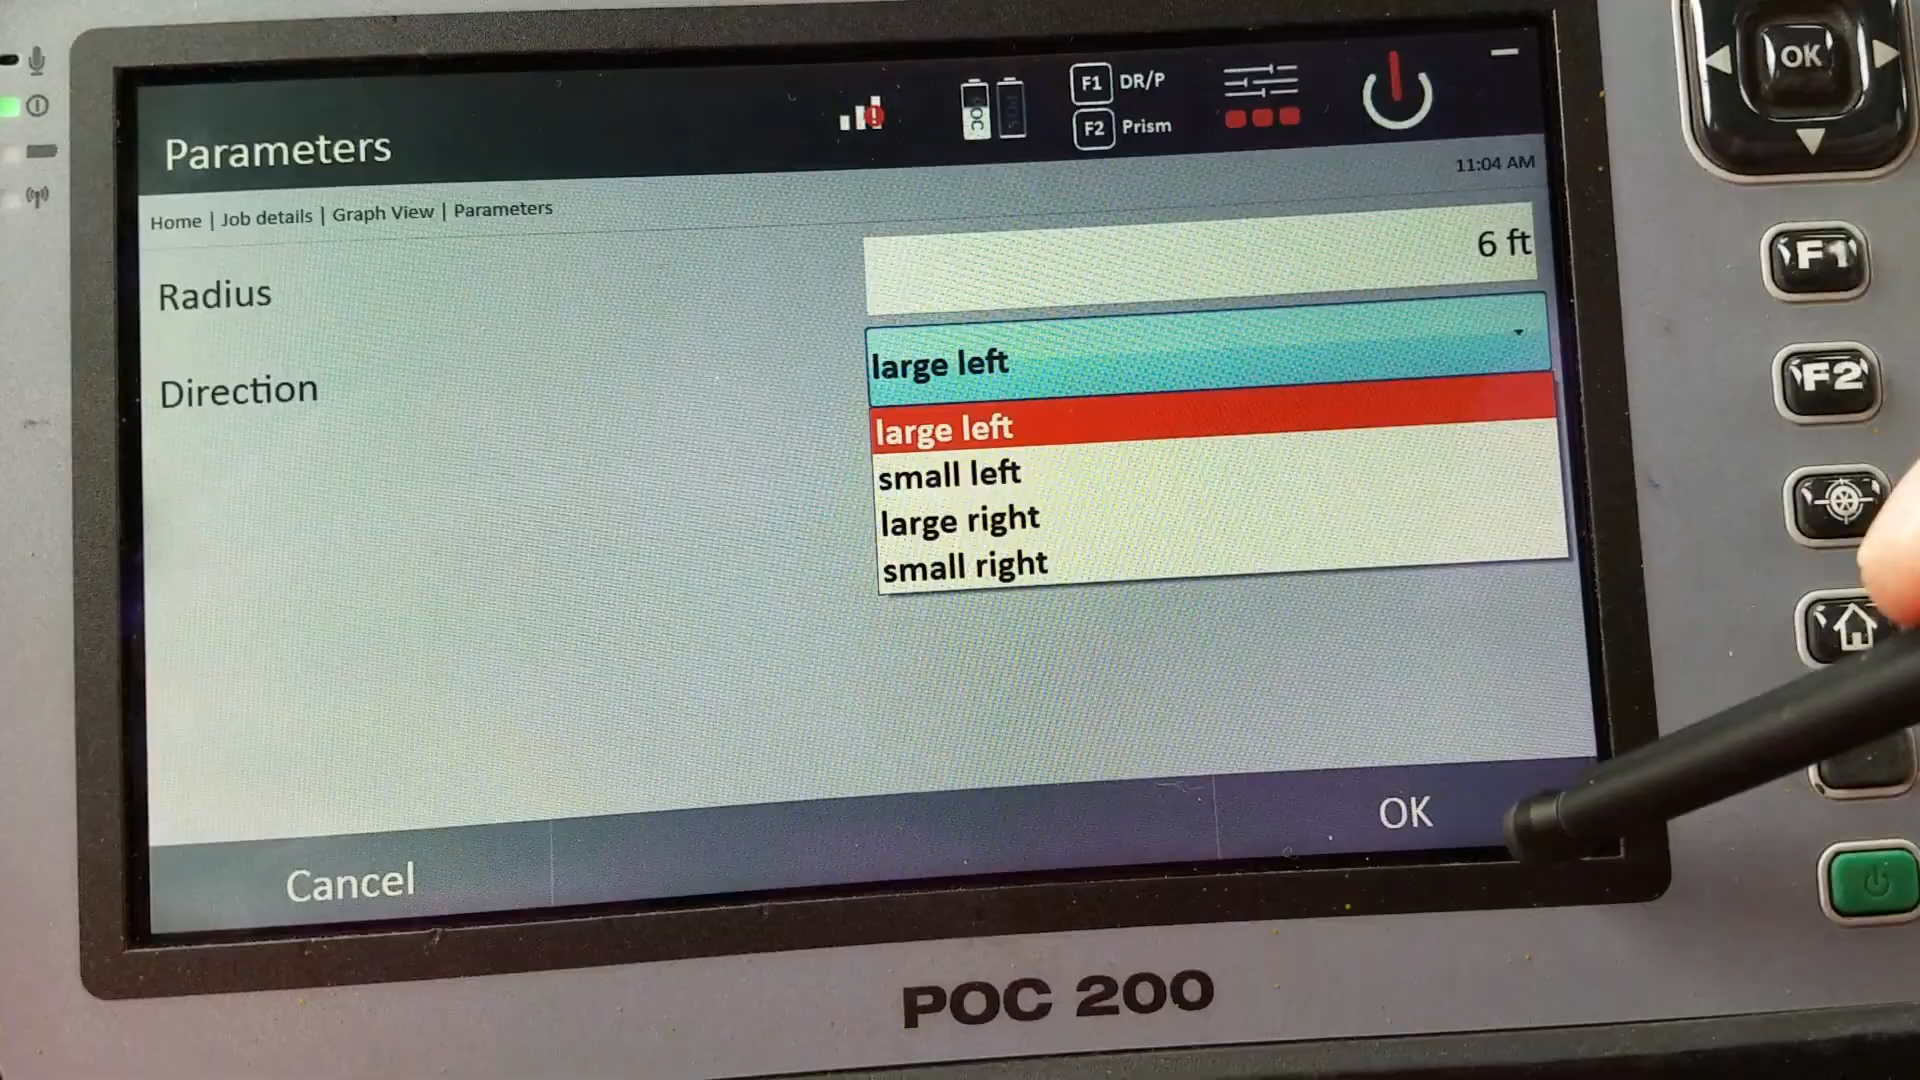 Parameters
F1 DR/P
F2 Prism
11:04 AM
Home | Job details | Graph View | Parameters
Radius
6 ft
Direction
large left
large left
small left
large right
small right
Cancel
OK
POC 200
OK
F1
F2
POC